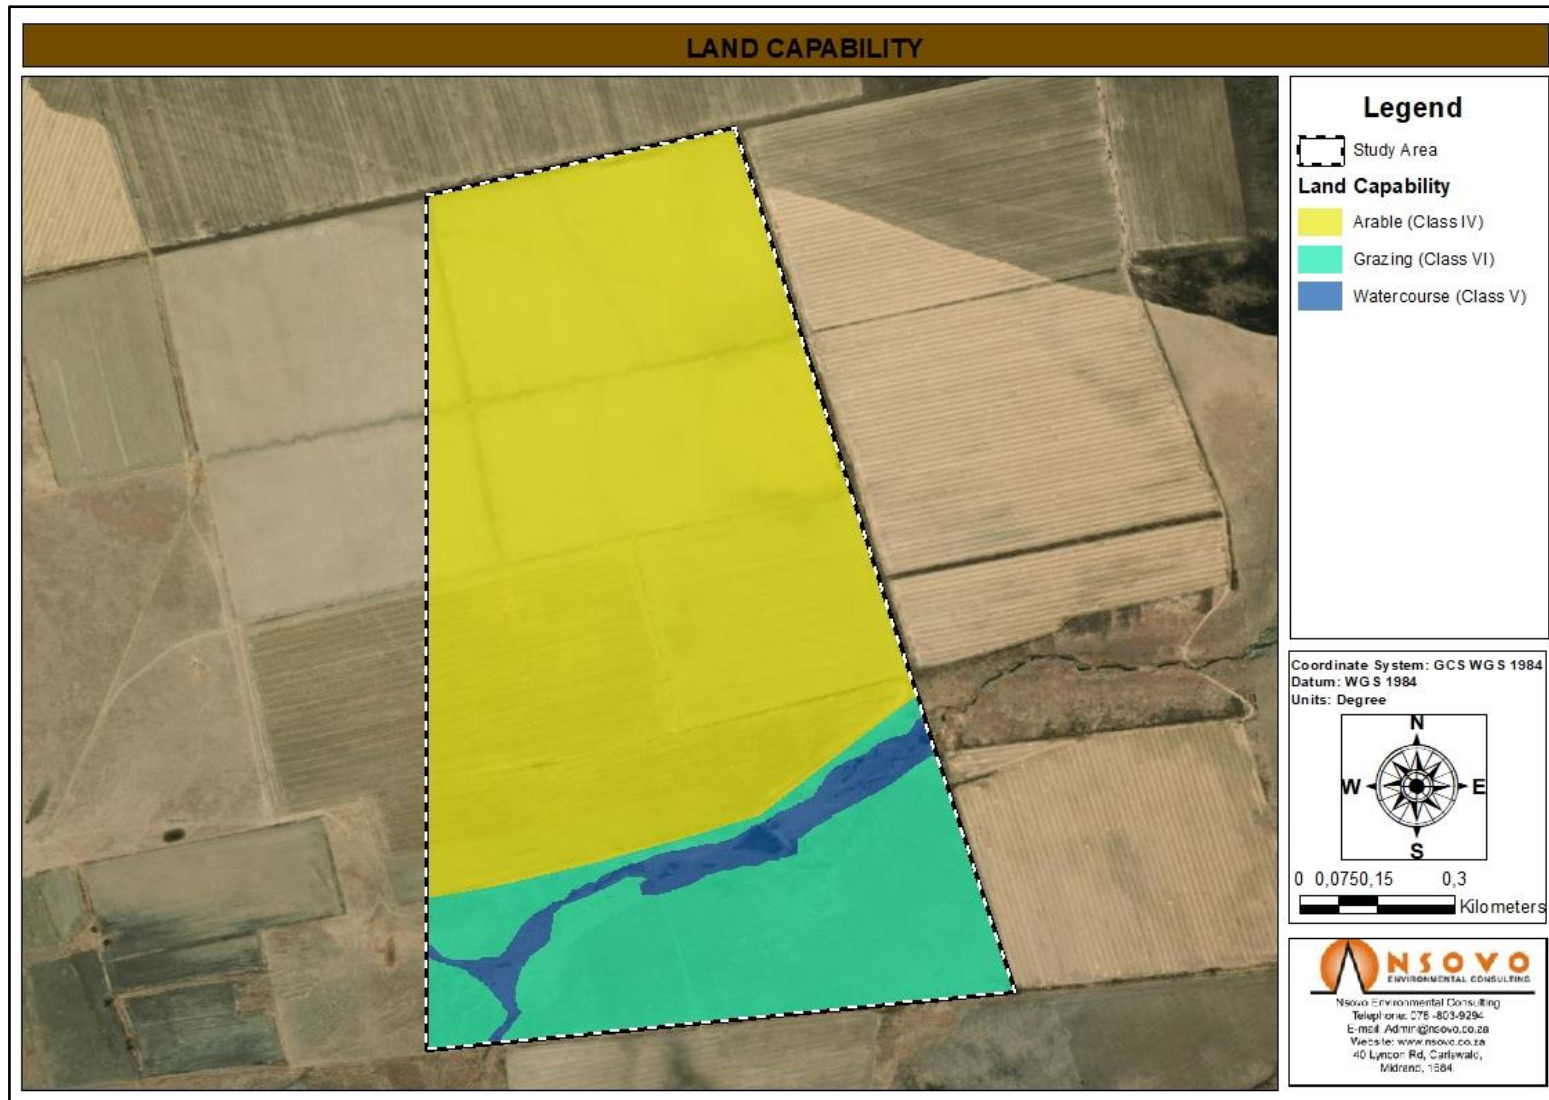 LAND CAPABILITY
Legend
Study Area
Land Capability
Arable (Class IV)
Grazing (Class VI)
Watercourse (Class V)
Coordinate System: GCS WGS 1984
Datum: WGS 1984
Units: Degree
N
W E
S
0 0,0750,15 0,3
Kilometers
NSOVO
ENVIRONMENTAL CONSULTING
Nsovo Environmental Consulting
Telephone: 078 -803-9294
E-mail: Admin@nsovo.co.za
Website: www.nsovo.co.za
40 Lyncon Rd, Carlswald,
Midrand, 1684.